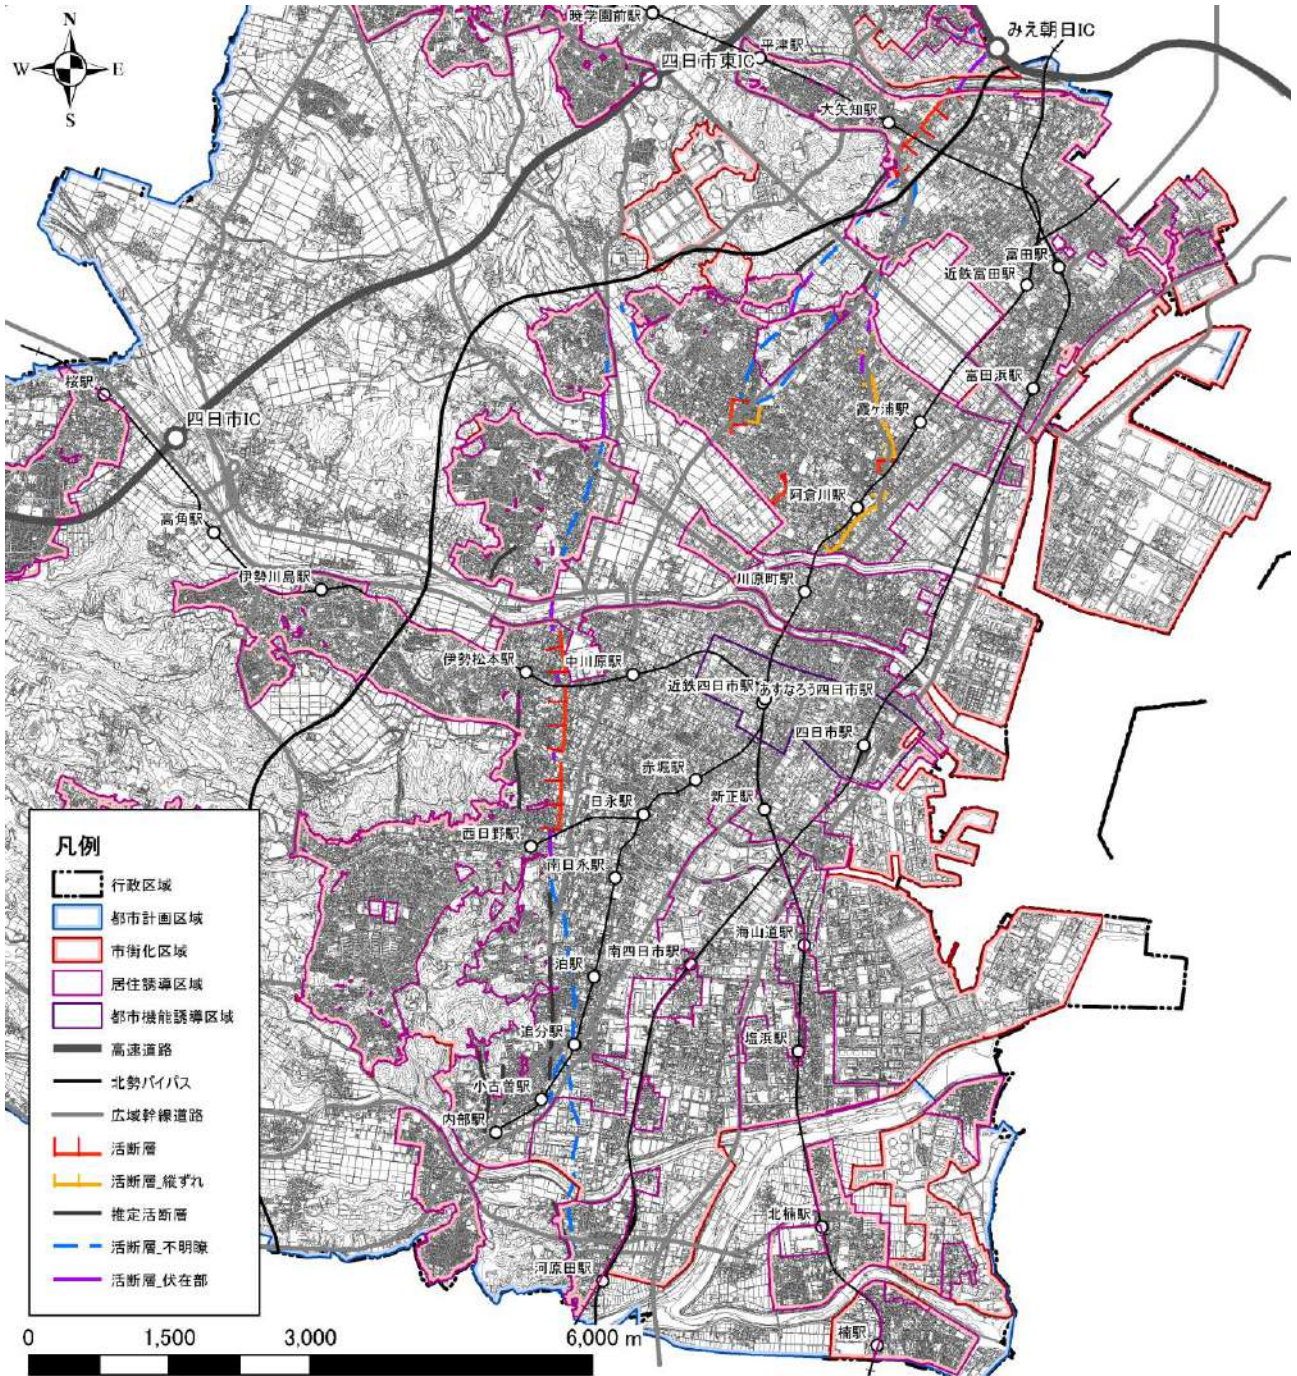 N
W
E
S
暁学園前駅
平津駅
みえ朝日IC
四日市東IC
大矢知駅
富田駅
近鉄富田駅
富田浜駅
桜駅
四日市IC
霞ヶ浦駅
阿倉川駅
高角駅
伊勢川島駅
川原町駅
伊勢松本駅
中川原駅
近鉄四日市駅
あすなろう四日市駅
四日市駅
赤堀駅
日永駅
新正駅
西日野駅
南日永駅
海山道駅
南四日市駅
泊駅
追分駅
塩浜駅
小古曽駅
内部駅
北楠駅
河原田駅
楠駅
凡例
行政区域
都市計画区域
市街化区域
居住誘導区域
都市機能誘導区域
高速道路
北勢バイパス
広域幹線道路
活断層
活断層_縦ずれ
推定活断層
活断層_不明瞭
活断層_伏在部
0
1,500
3,000
6,000 m